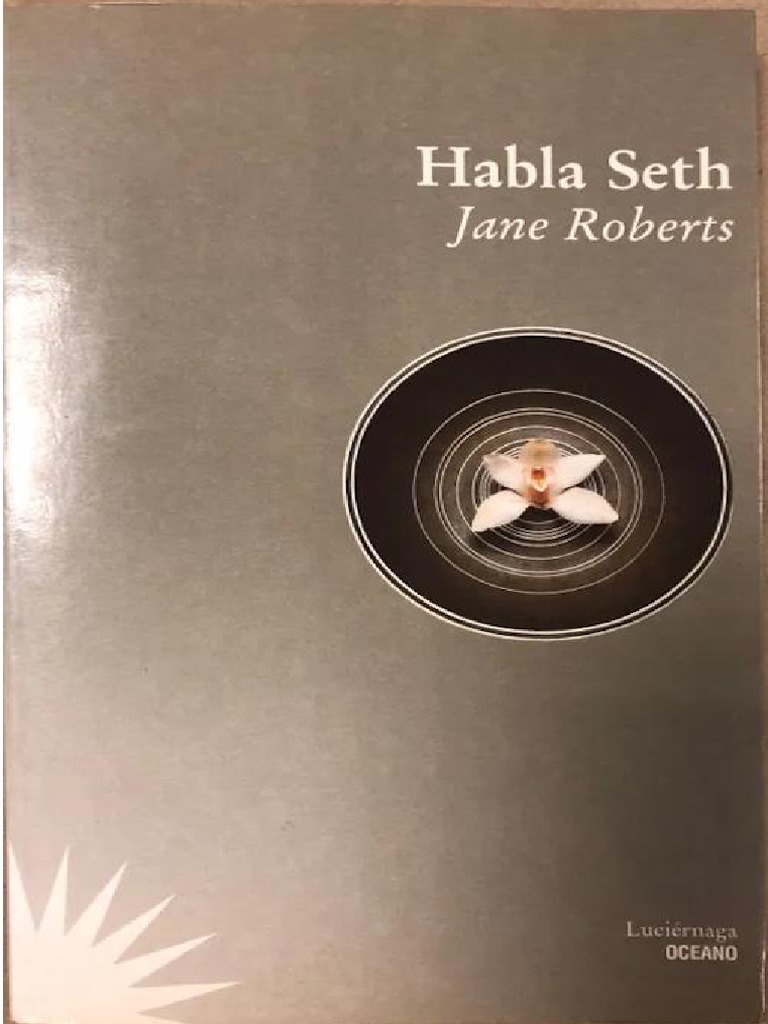 Habla Seth
Jane Roberts
Luciérnaga
OCEANO